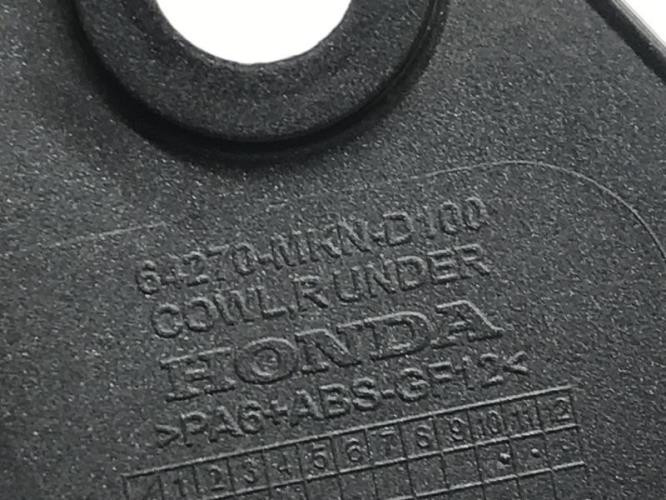 64270-MKN-D100
COWL,R UNDER
HONDA
>PA6+ABS-GF12<
1 2 3 4 5 6 7 8 9 10 11 12